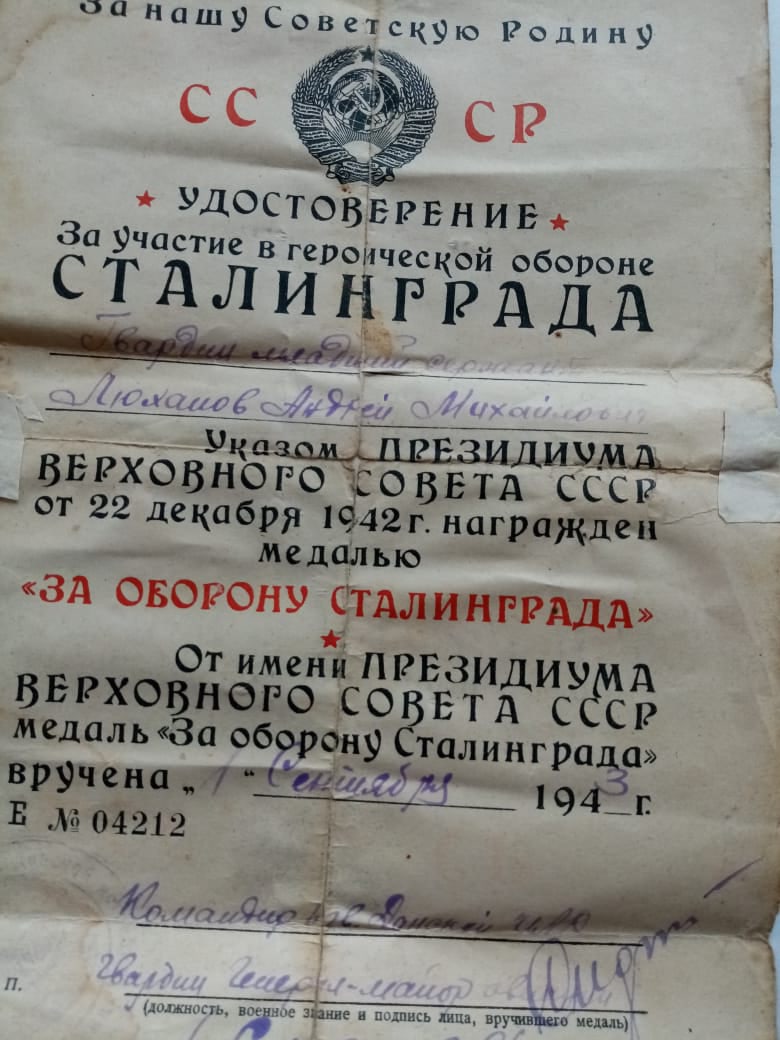 За нашу Советскую Родину
СС СР
УДОСТОВЕРЕНИЕ
За участие в героической обороне
СТАЛИНГРАДА
Гвардии младший сержант
Люханов Андрей Михайлович
Указом ПРЕЗИДИУМА
ВЕРХОВНОГО СОВЕТА СССР
от 22 декабря 1942 г. награжден
медалью
«ЗА ОБОРОНУ СТАЛИНГРАДА»
От имени ПРЕЗИДИУМА
ВЕРХОВНОГО СОВЕТА СССР
медаль «За оборону Сталинграда»
вручена „1“ Сентября 1943 г.
Е № 04212
Командир Донской
П. Гвардии Генерал-майор
(должность, военное звание и подпись лица, вручившего медаль)